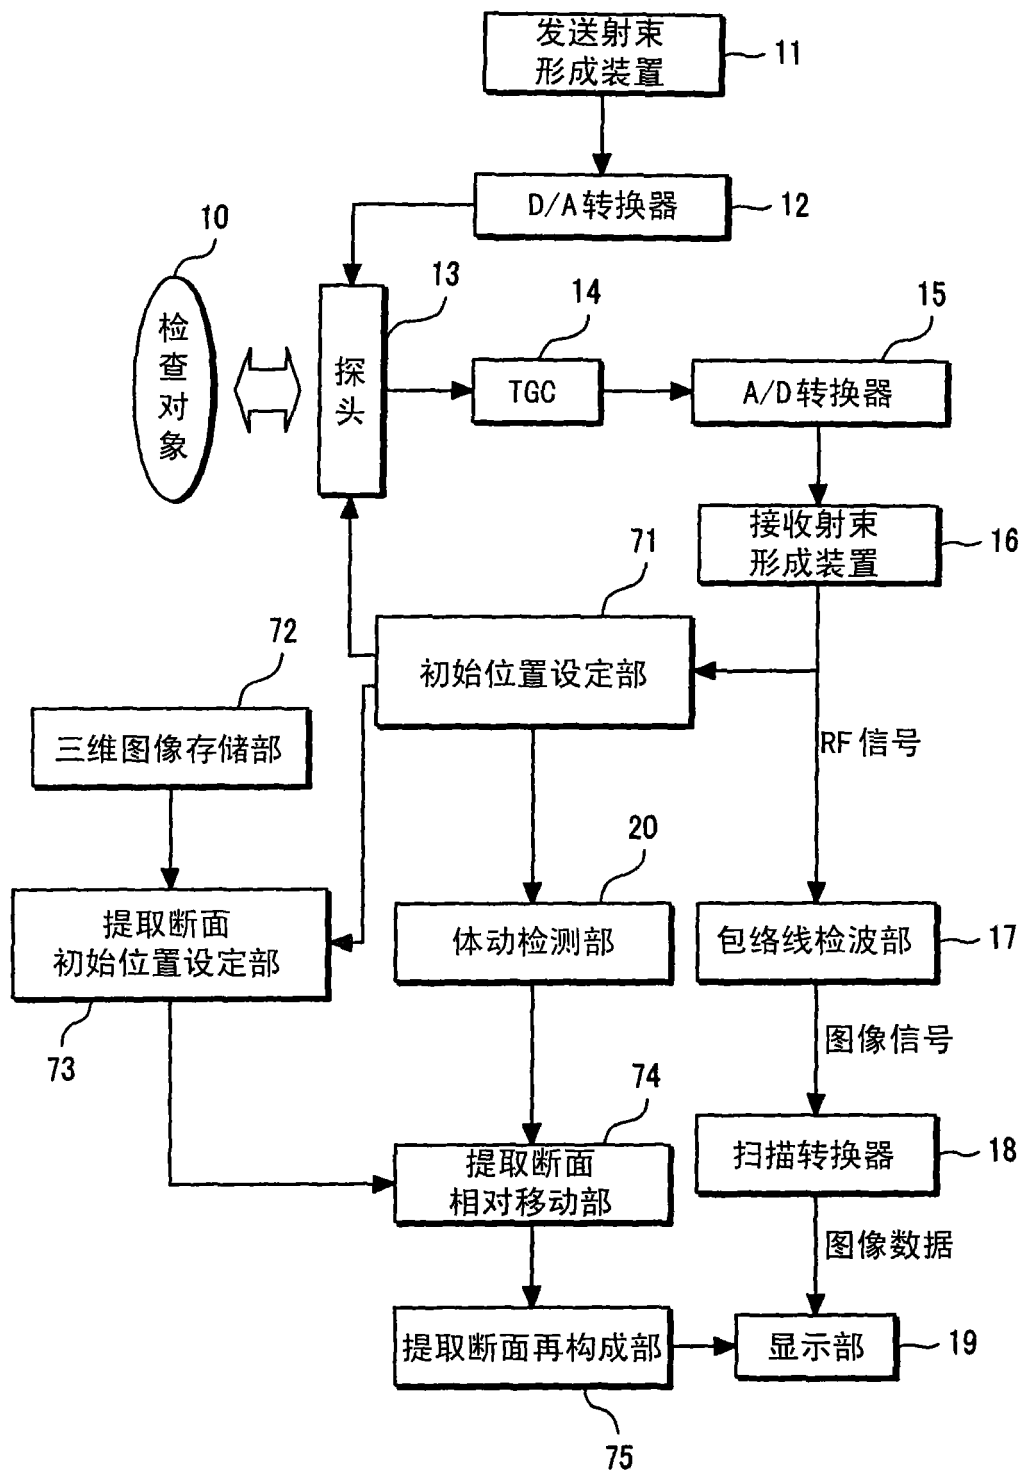 发送射束
形成装置
11
D/A转换器
12
10
检查对象
13
探头
14
TGC
15
A/D转换器
接收射束
形成装置
16
71
初始位置设定部
72
三维图像存储部
RF信号
20
提取断面
初始位置设定部
73
体动检测部
包络线检波部
17
图像信号
74
提取断面
相对移动部
扫描转换器
18
图像数据
提取断面再构成部
75
显示部
19